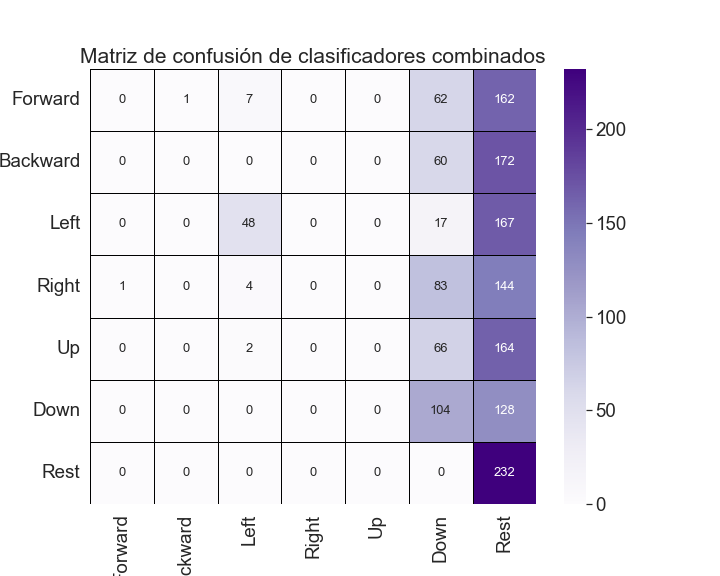 Matriz de confusión de clasificadores combinados
Forward 0 1 7 0 0 62 162
Backward 0 0 0 0 0 60 172
Left 0 0 48 0 0 17 167
Right 1 0 4 0 0 83 144
Up 0 0 2 0 0 66 164
Down 0 0 0 0 0 104 128
Rest 0 0 0 0 0 0 232
Forward ckward Left Right Up Down Rest
200
150
100
50
0